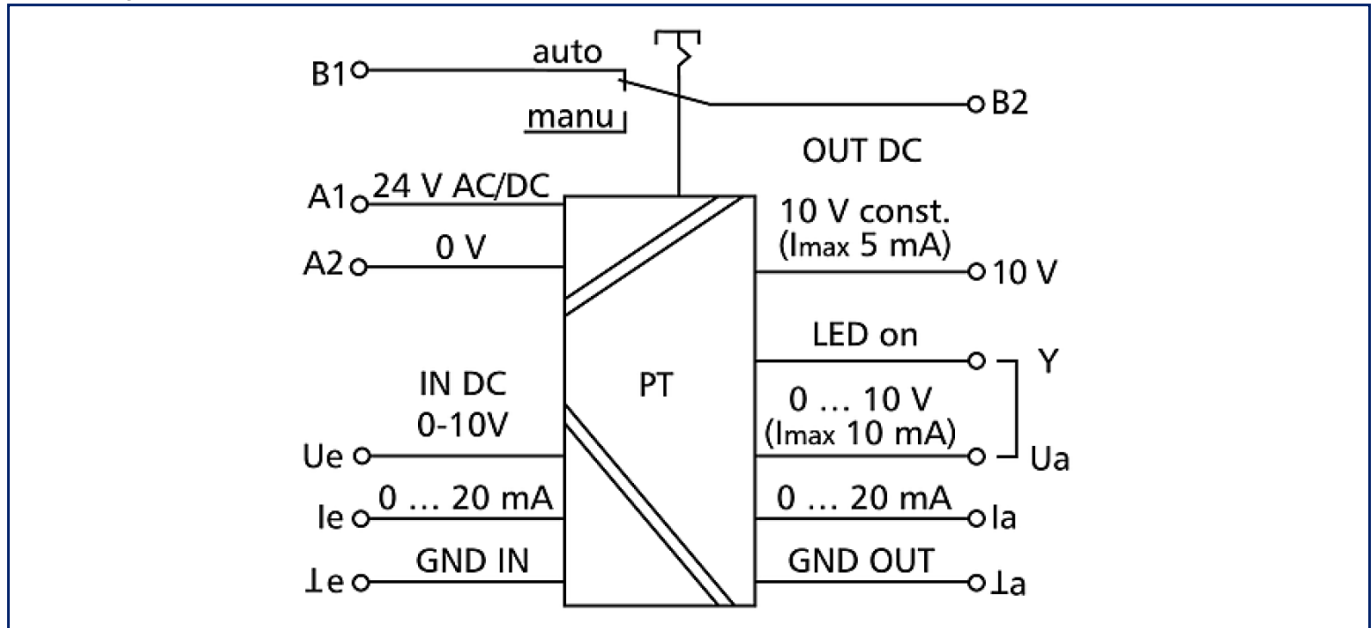 auto
B1
B2
manu
OUT DC
A1 24 V AC/DC
10 V const.
(Imax 5 mA)
A2 0 V
10 V
LED on
Y
IN DC
0-10V
PT
0 ... 10 V
(Imax 10 mA)
Ue
Ua
Ie 0 ... 20 mA
0 ... 20 mA Ia
⊥e GND IN
GND OUT ⊥a